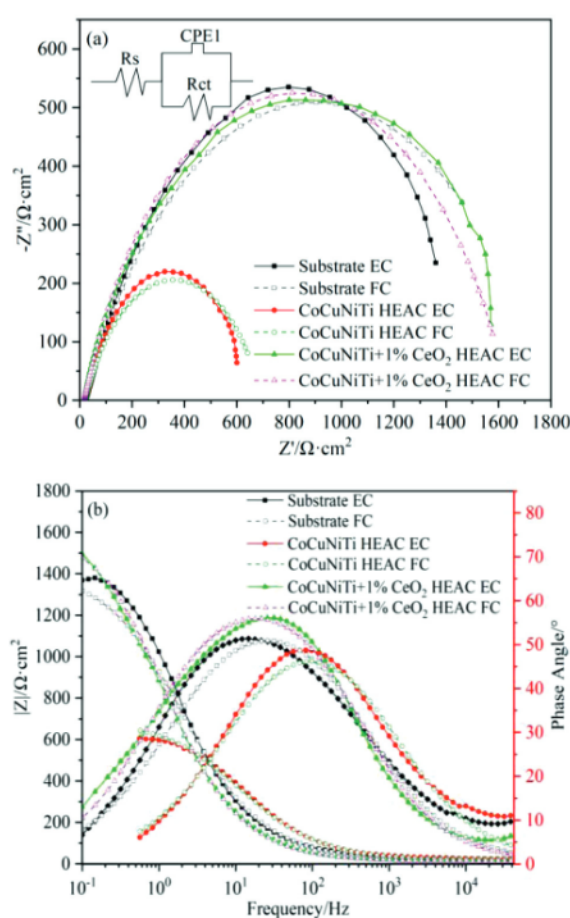 (a)
CPE1
Rs
Rct
-600
-500
-400
-300
-200
-100
0
-Z''/Ω·cm²
Substrate EC
Substrate FC
CoCuNiTi HEAC EC
CoCuNiTi HEAC FC
CoCuNiTi+1% CeO₂ HEAC EC
CoCuNiTi+1% CeO₂ HEAC FC
0 200 400 600 800 1000 1200 1400 1600 1800
Z'/Ω·cm²
(b)
Substrate EC
Substrate FC
CoCuNiTi HEAC EC
CoCuNiTi HEAC FC
CoCuNiTi+1% CeO₂ HEAC EC
CoCuNiTi+1% CeO₂ HEAC FC
1800
1600
1400
1200
1000
800
600
400
200
0
|Z|/Ω·cm²
80
70
60
50
40
30
20
10
0
Phase Angle/°
10⁻¹ 10⁰ 10¹ 10² 10³ 10⁴
Frequency/Hz